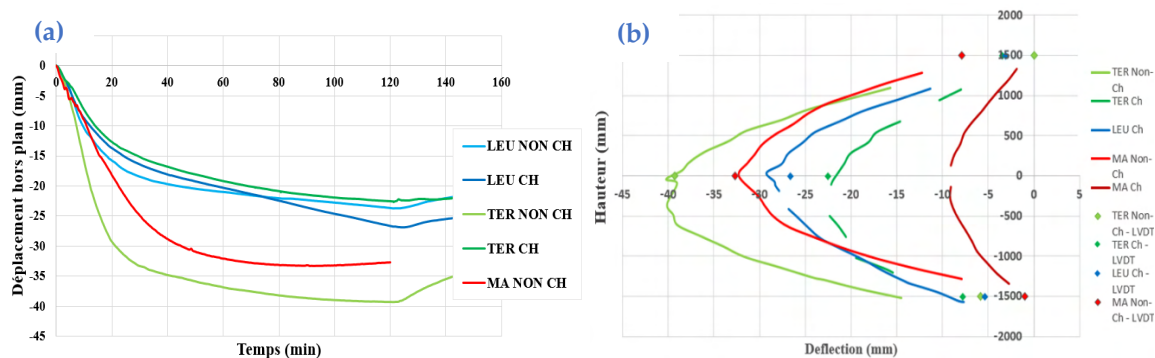 (a)
0
-5
-10
-15
-20
-25
-30
-35
-40
-45
0 20 40 60 80 100 120 140 160
Déplacement hors plan (mm)
Temps (min)
LEU NON CH
LEU CH
TER NON CH
TER CH
MA NON CH
(b)
2000
1500
1000
500
0
-500
-1000
-1500
-2000
-45 -40 -35 -30 -25 -20 -15 -10 -5 0 5
Hauteur (mm)
Deflection (mm)
TER Non-
Ch
TER Ch
LEU Ch
MA Non-
Ch
MA Ch
TER Non-
Ch - LVDT
TER Ch -
LVDT
LEU Ch -
LVDT
MA Non-
Ch - LVDT